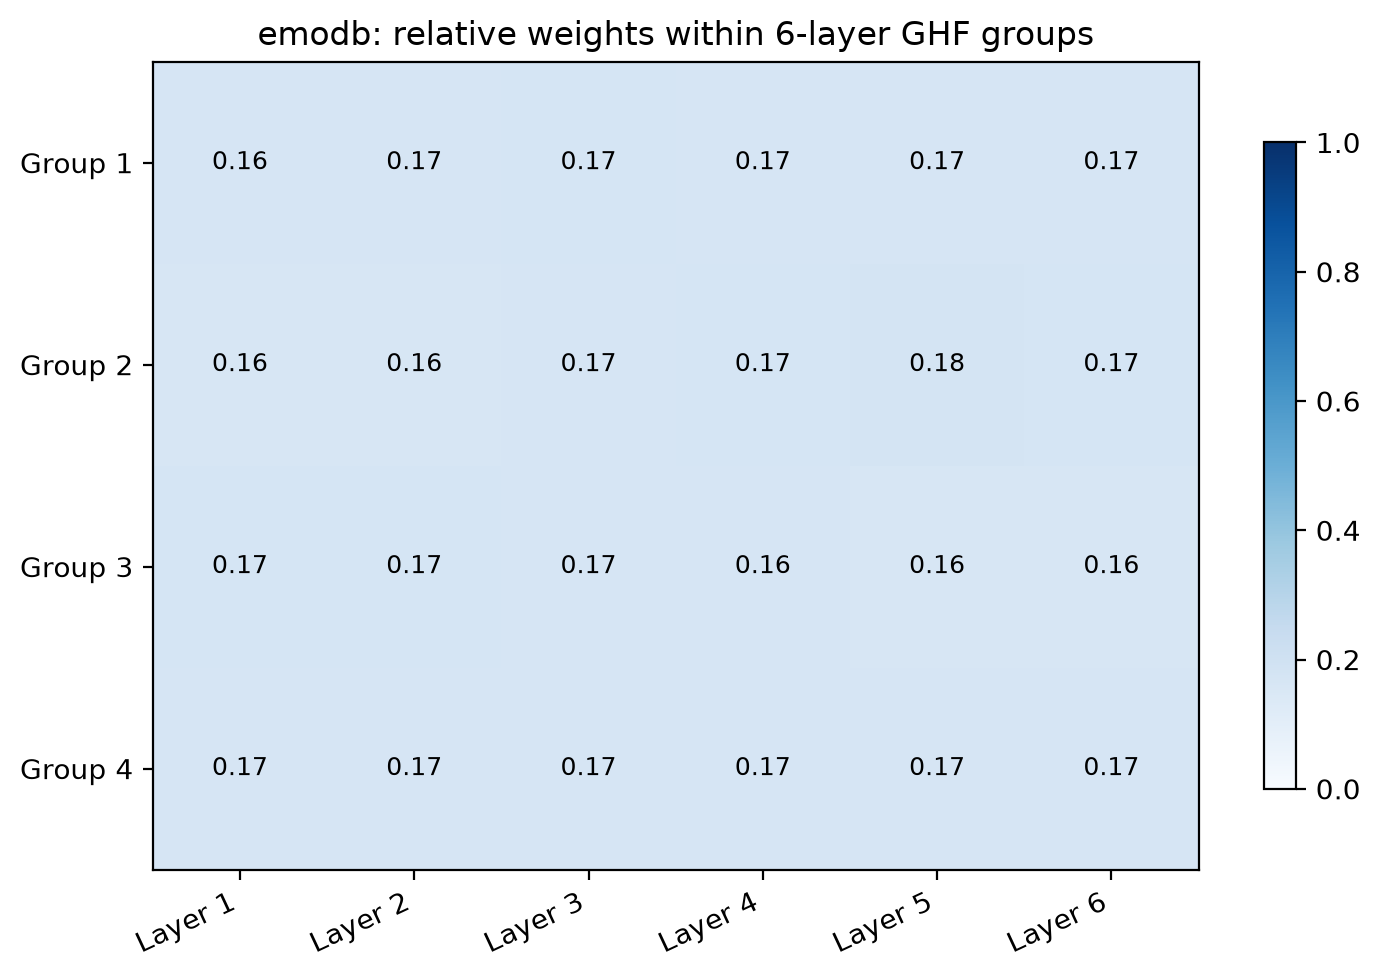 emodb: relative weights within 6-layer GHF groups
Group 1 0.16 0.17 0.17 0.17 0.17 0.17
Group 2 0.16 0.16 0.17 0.17 0.18 0.17
Group 3 0.17 0.17 0.17 0.16 0.16 0.16
Group 4 0.17 0.17 0.17 0.17 0.17 0.17
Layer 1 Layer 2 Layer 3 Layer 4 Layer 5 Layer 6
1.0
0.8
0.6
0.4
0.2
0.0